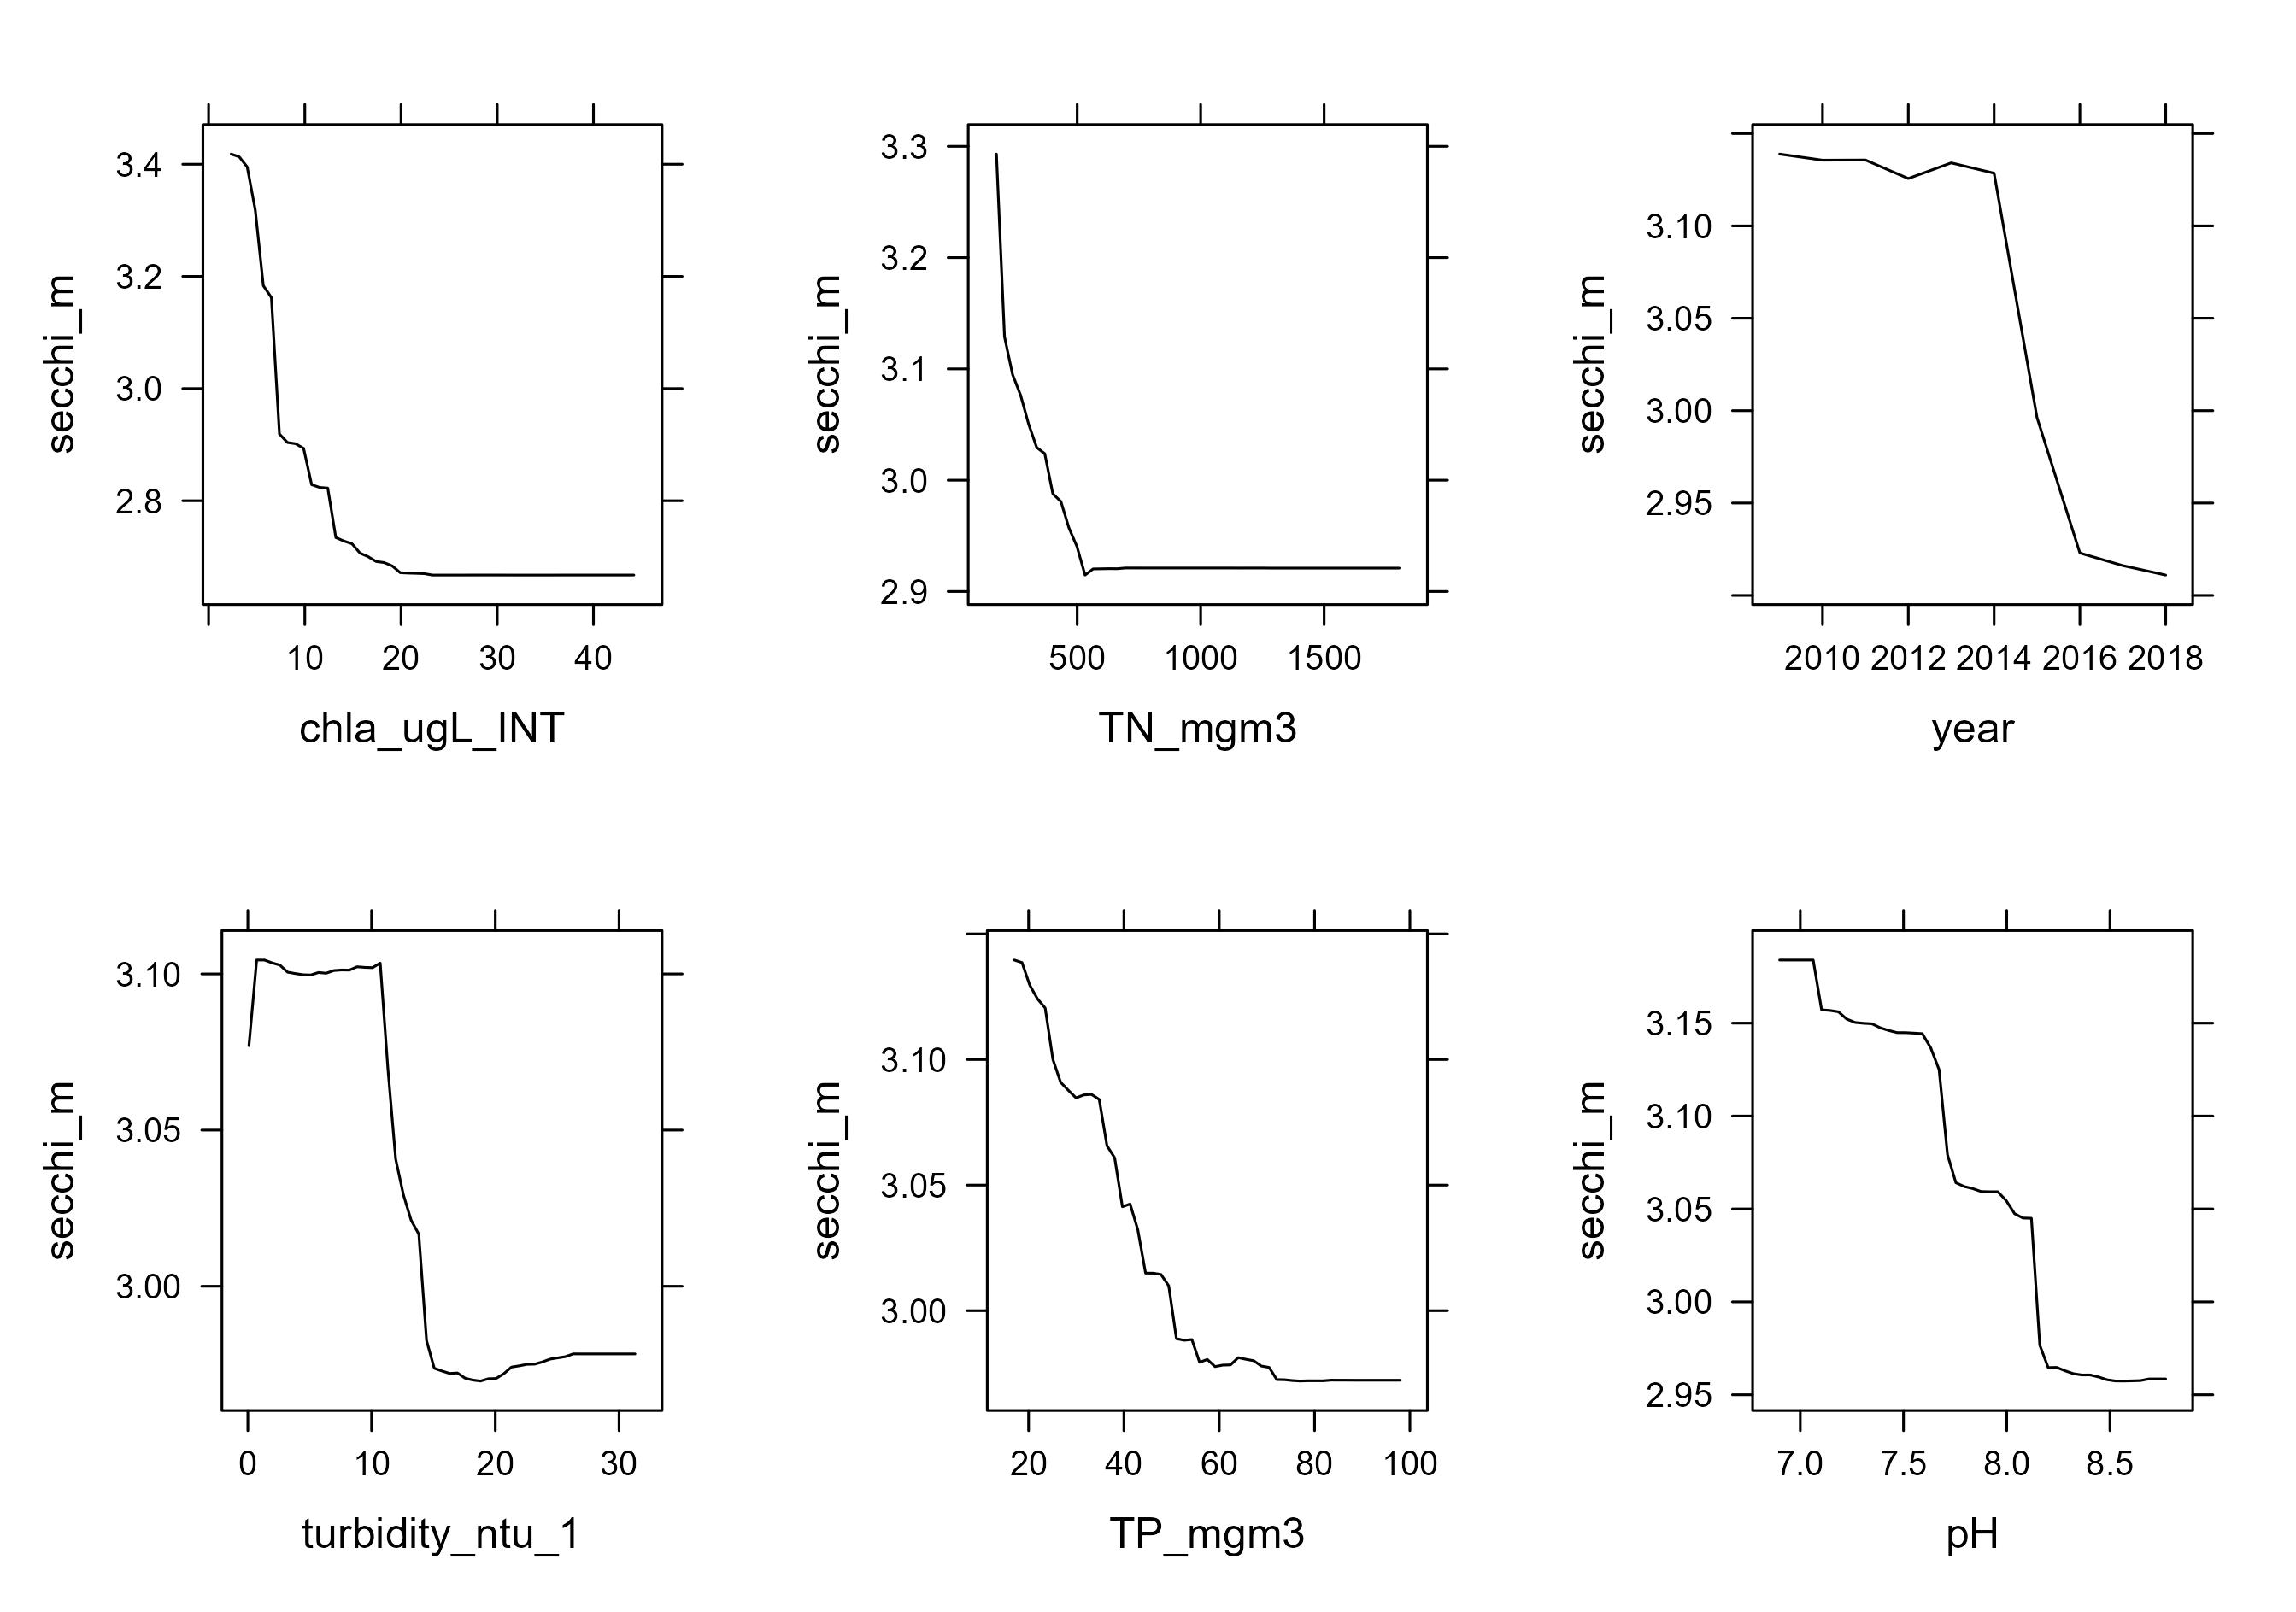 secchi_m
3.4
3.2
3.0
2.8
10 20 30 40
chla_ugL_INT
secchi_m
3.3
3.2
3.1
3.0
2.9
500 1000 1500
TN_mgm3
secchi_m
3.10
3.05
3.00
2.95
2010 2012 2014 2016 2018
year
secchi_m
3.10
3.05
3.00
0 10 20 30
turbidity_ntu_1
secchi_m
3.10
3.05
3.00
20 40 60 80 100
TP_mgm3
secchi_m
3.15
3.10
3.05
3.00
2.95
7.0 7.5 8.0 8.5
pH